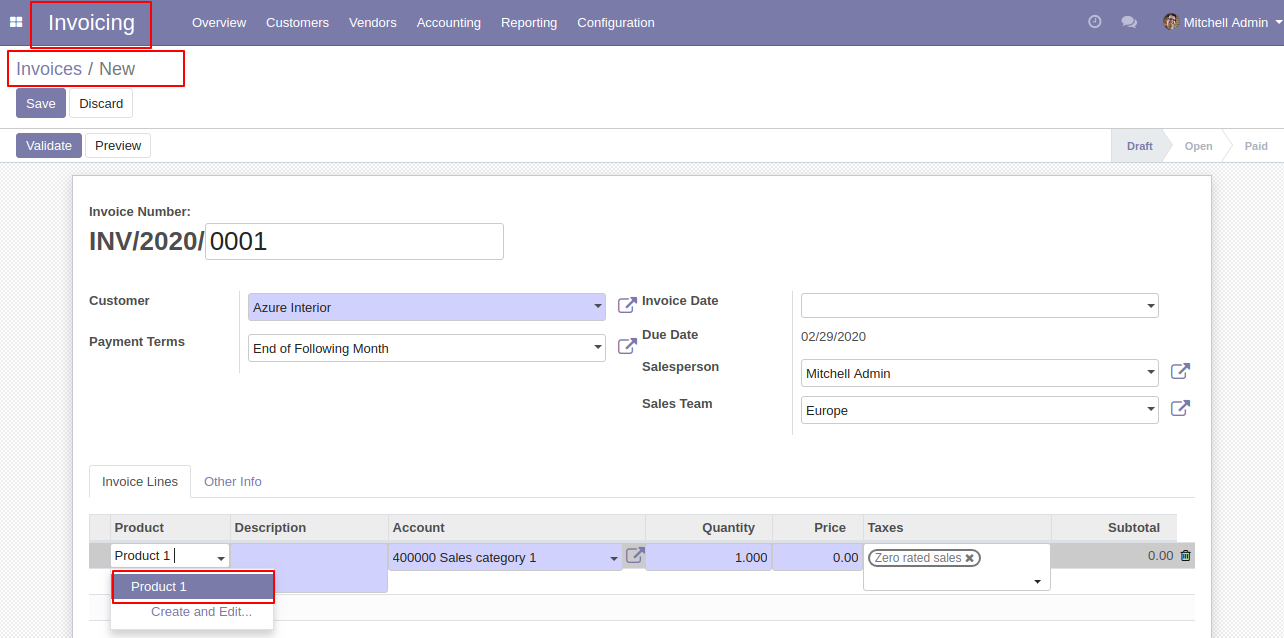 Invoicing Overview Customers Vendors Accounting Reporting Configuration Mitchell Admin
Invoices / New
Save Discard
Validate Preview Draft Open Paid
Invoice Number:
INV/2020/ 0001
Customer Azure Interior Invoice Date
Due Date 02/29/2020
Payment Terms End of Following Month
Salesperson Mitchell Admin
Sales Team Europe
Invoice Lines Other Info
Product Description Account Quantity Price Taxes Subtotal
Product 1 400000 Sales category 1 1.000 0.00 Zero rated sales 0.00
Product 1
Create and Edit...